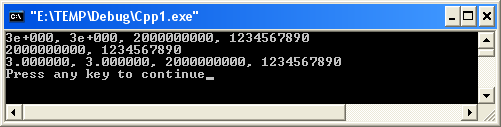 "E:\TEMP\Debug\Cpp1.exe"
3e+000, 3e+000, 2000000000, 1234567890
2000000000, 1234567890
3.000000, 3.000000, 2000000000, 1234567890
Press any key to continue_